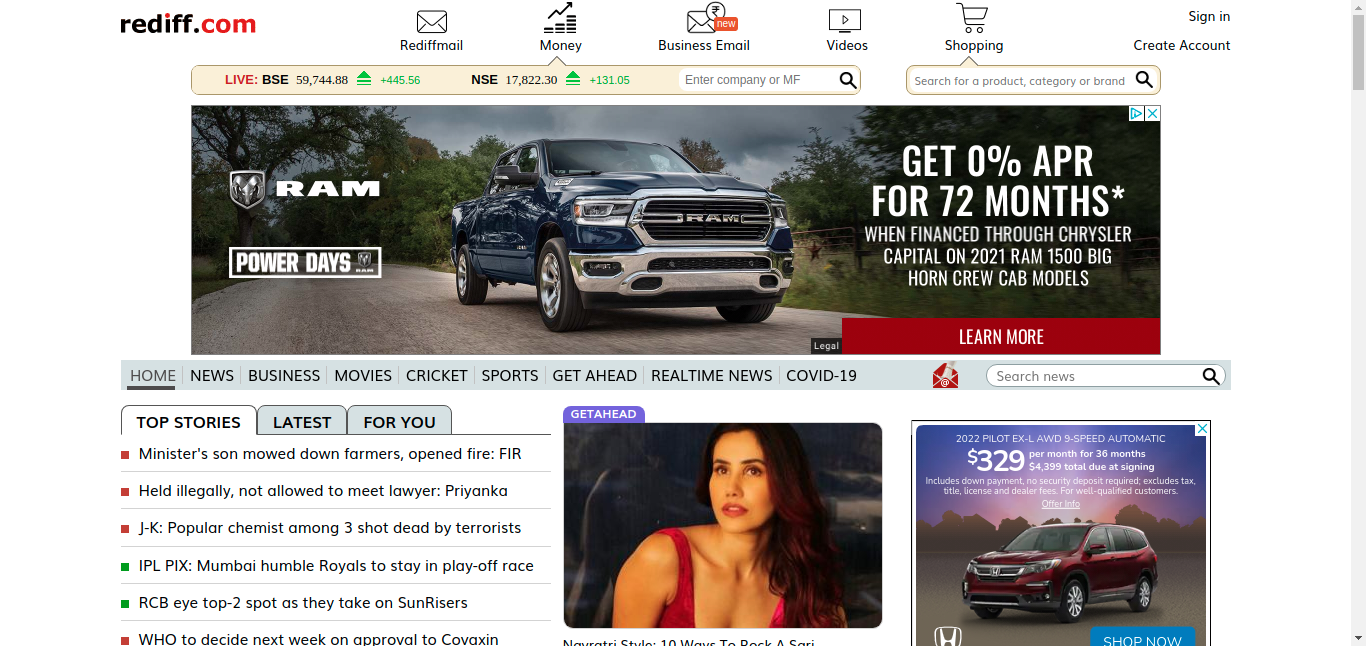 rediff.com
Rediffmail
Money
new
Business Email
Videos
Shopping
Sign in
Create Account
LIVE: BSE 59,744.88 +445.56 NSE 17,822.30 +131.05
Enter company or MF
Search for a product, category or brand
RAM
POWER DAYS RAM
RAM
GET 0% APR
FOR 72 MONTHS*
WHEN FINANCED THROUGH CHRYSLER
CAPITAL ON 2021 RAM 1500 BIG
HORN CREW CAB MODELS
Legal
LEARN MORE
HOME NEWS BUSINESS MOVIES CRICKET SPORTS GET AHEAD REALTIME NEWS COVID-19
Search news
TOP STORIES LATEST FOR YOU
Minister's son mowed down farmers, opened fire: FIR
Held illegally, not allowed to meet lawyer: Priyanka
J-K: Popular chemist among 3 shot dead by terrorists
IPL PIX: Mumbai humble Royals to stay in play-off race
RCB eye top-2 spot as they take on SunRisers
WHO to decide next week on approval to Covaxin
GETAHEAD
Navratri Style: 10 Ways To Rock A Sari
2022 PILOT EX-L AWD 9-SPEED AUTOMATIC
$329 per month for 36 months
$4,399 total due at signing
Includes down payment, no security deposit required; excludes tax,
title, license and dealer fees. For well-qualified customers.
Offer Info
SHOP NOW